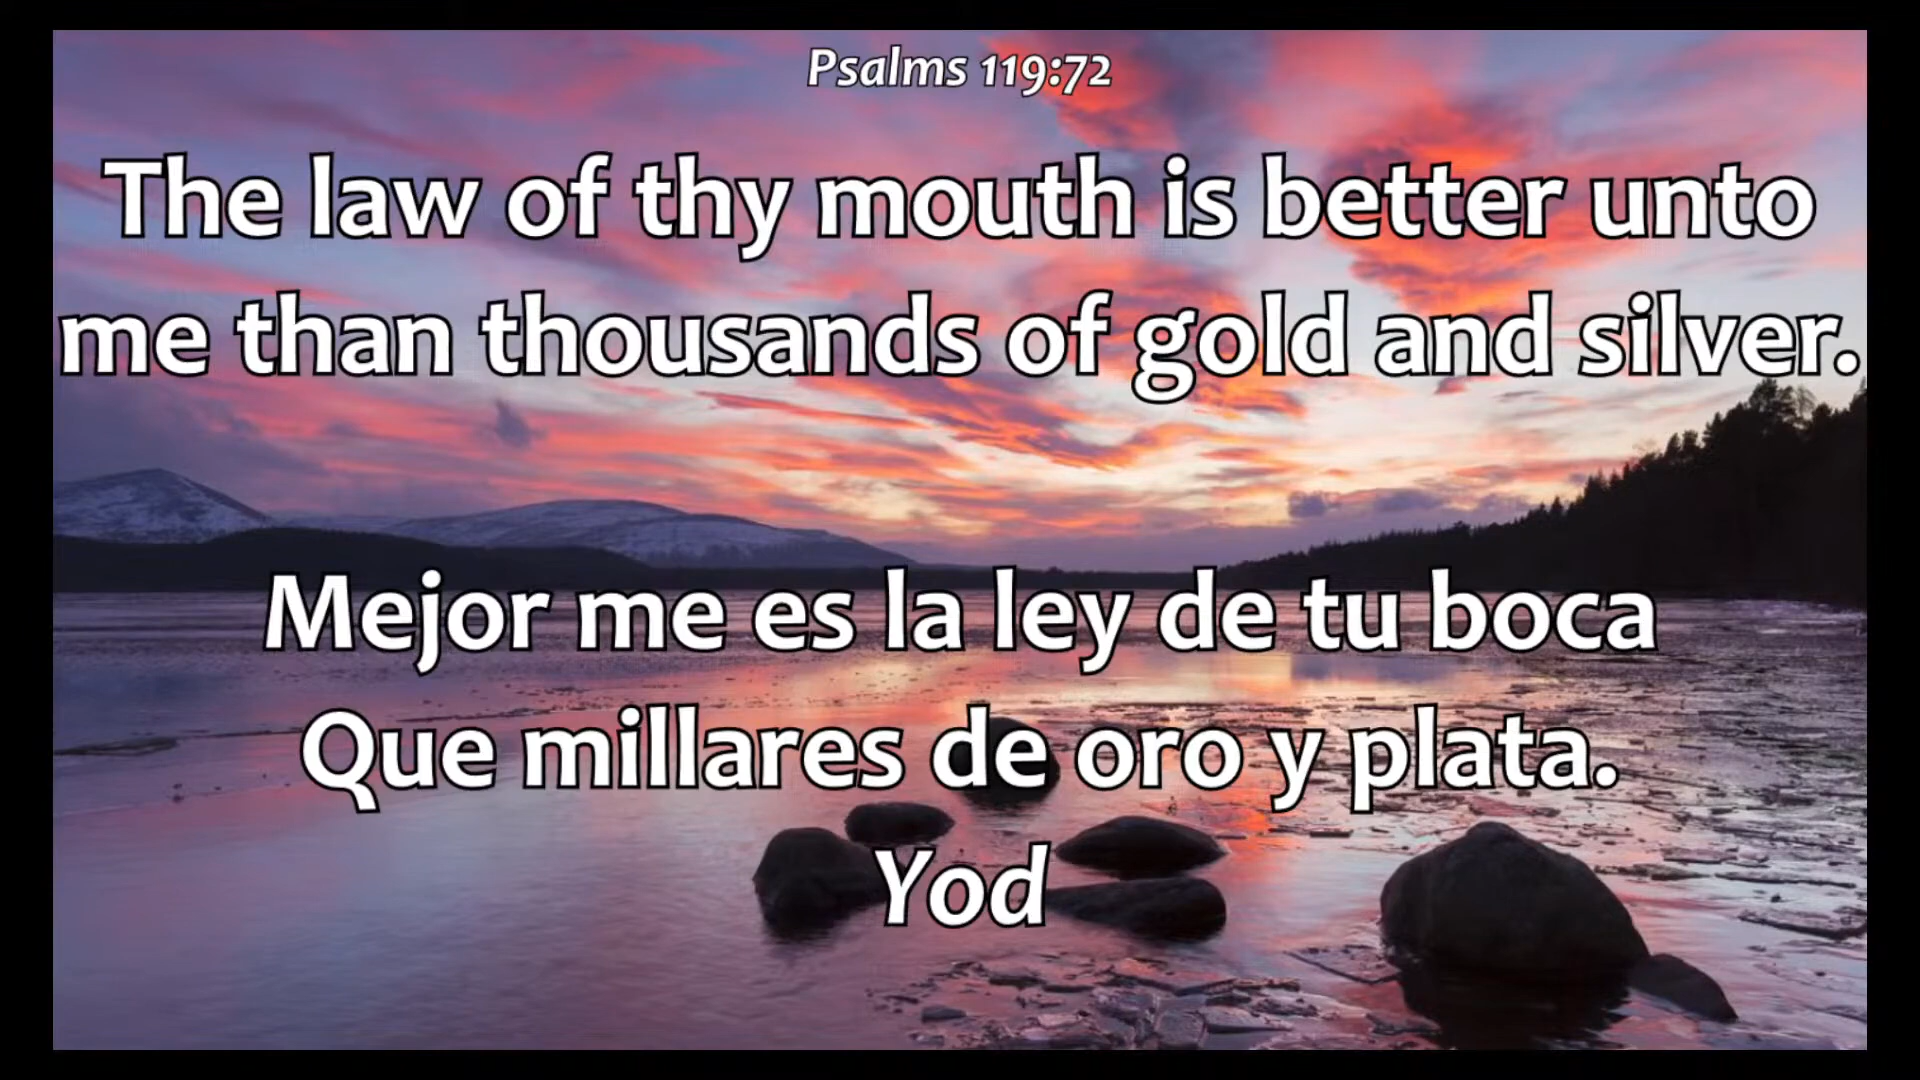 Psalms 119:72
The law of thy mouth is better unto
me than thousands of gold and silver.
Mejor me es la ley de tu boca
Que millares de oro y plata.
Yod